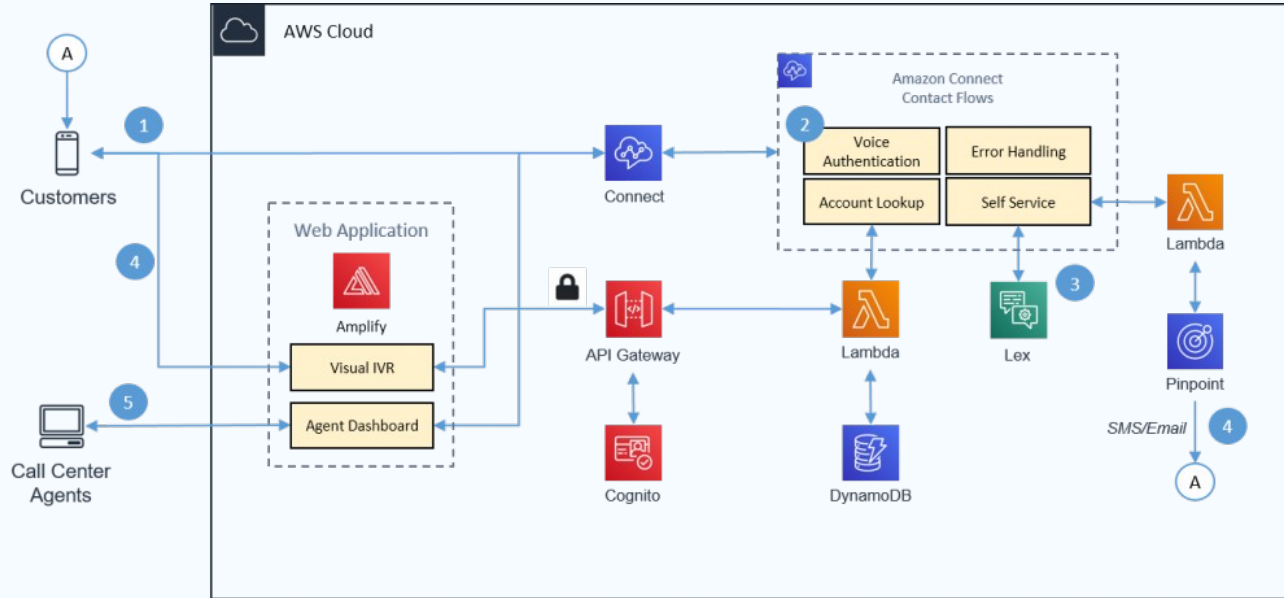 AWS Cloud
A
1
Customers
4
5
Call Center
Agents
Web Application
Amplify
Visual IVR
Agent Dashboard
Connect
API Gateway
Cognito
Amazon Connect
Contact Flows
2
Voice
Authentication
Error Handling
Account Lookup
Self Service
Lambda
DynamoDB
3
Lex
Lambda
Pinpoint
SMS/Email
4
A